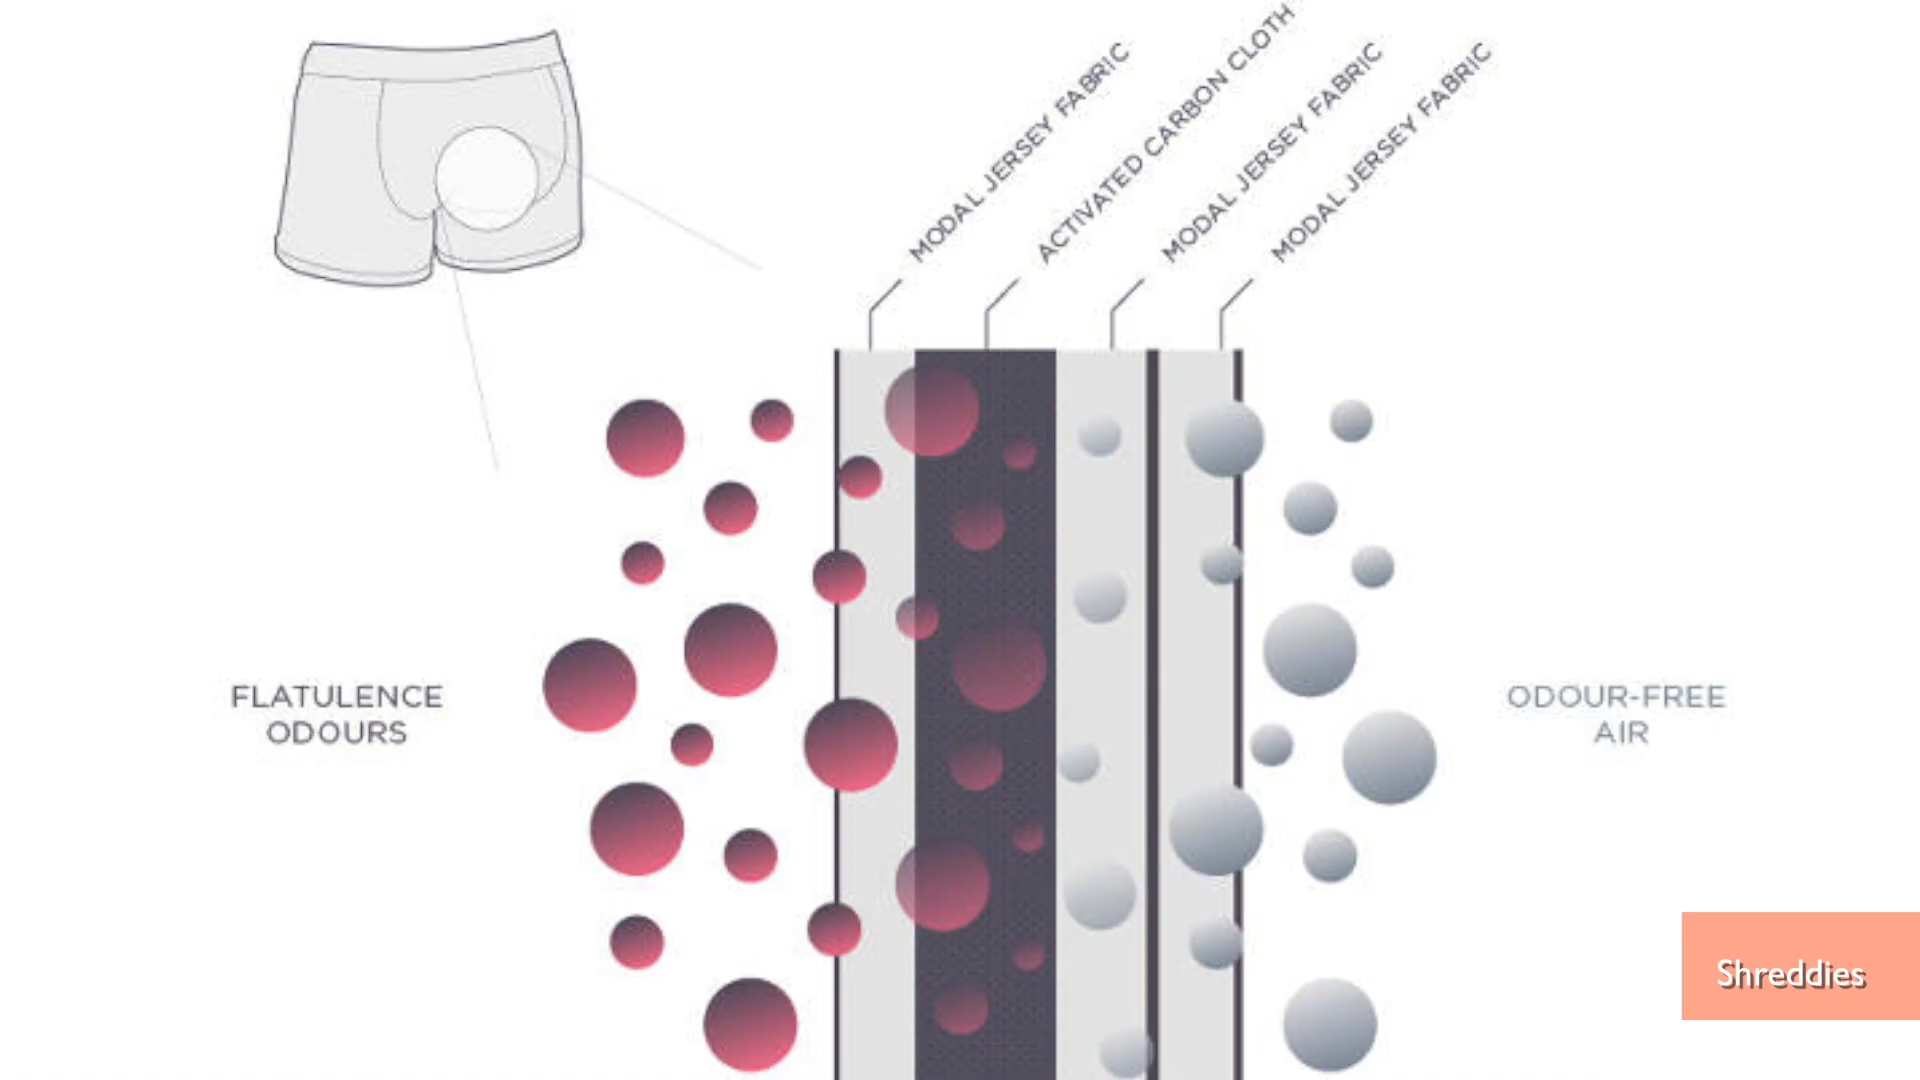 MODAL JERSEY FABRIC
ACTIVATED CARBON CLOTH
MODAL JERSEY FABRIC
MODAL JERSEY FABRIC
FLATULENCE
ODOURS
ODOUR-FREE
AIR
Shreddies